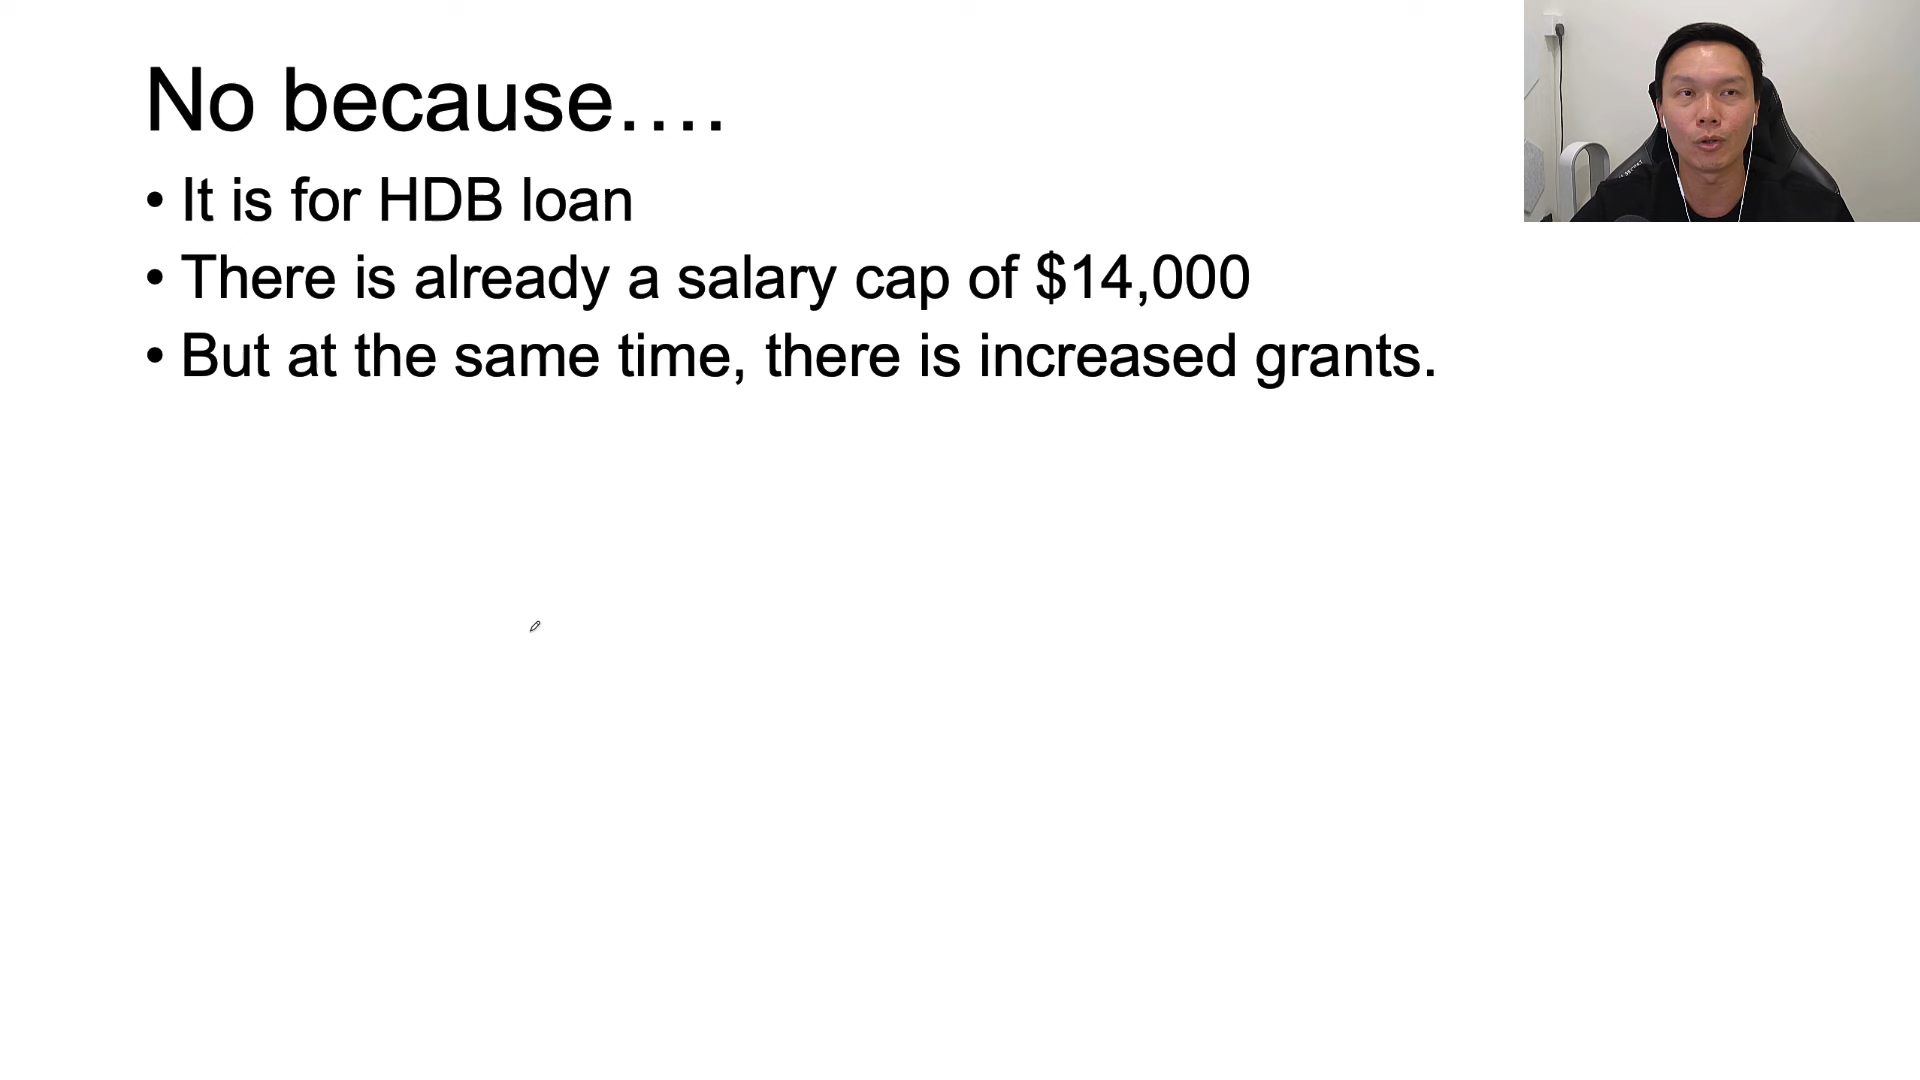 No because….
• It is for HDB loan
• There is already a salary cap of $14,000
• But at the same time, there is increased grants.